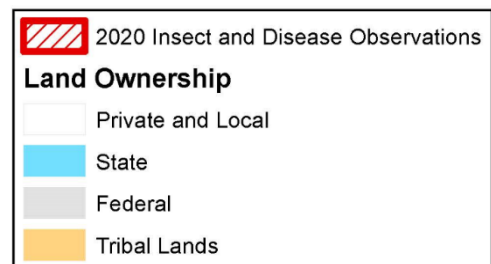 2020 Insect and Disease Observations
Land Ownership
Private and Local
State
Federal
Tribal Lands